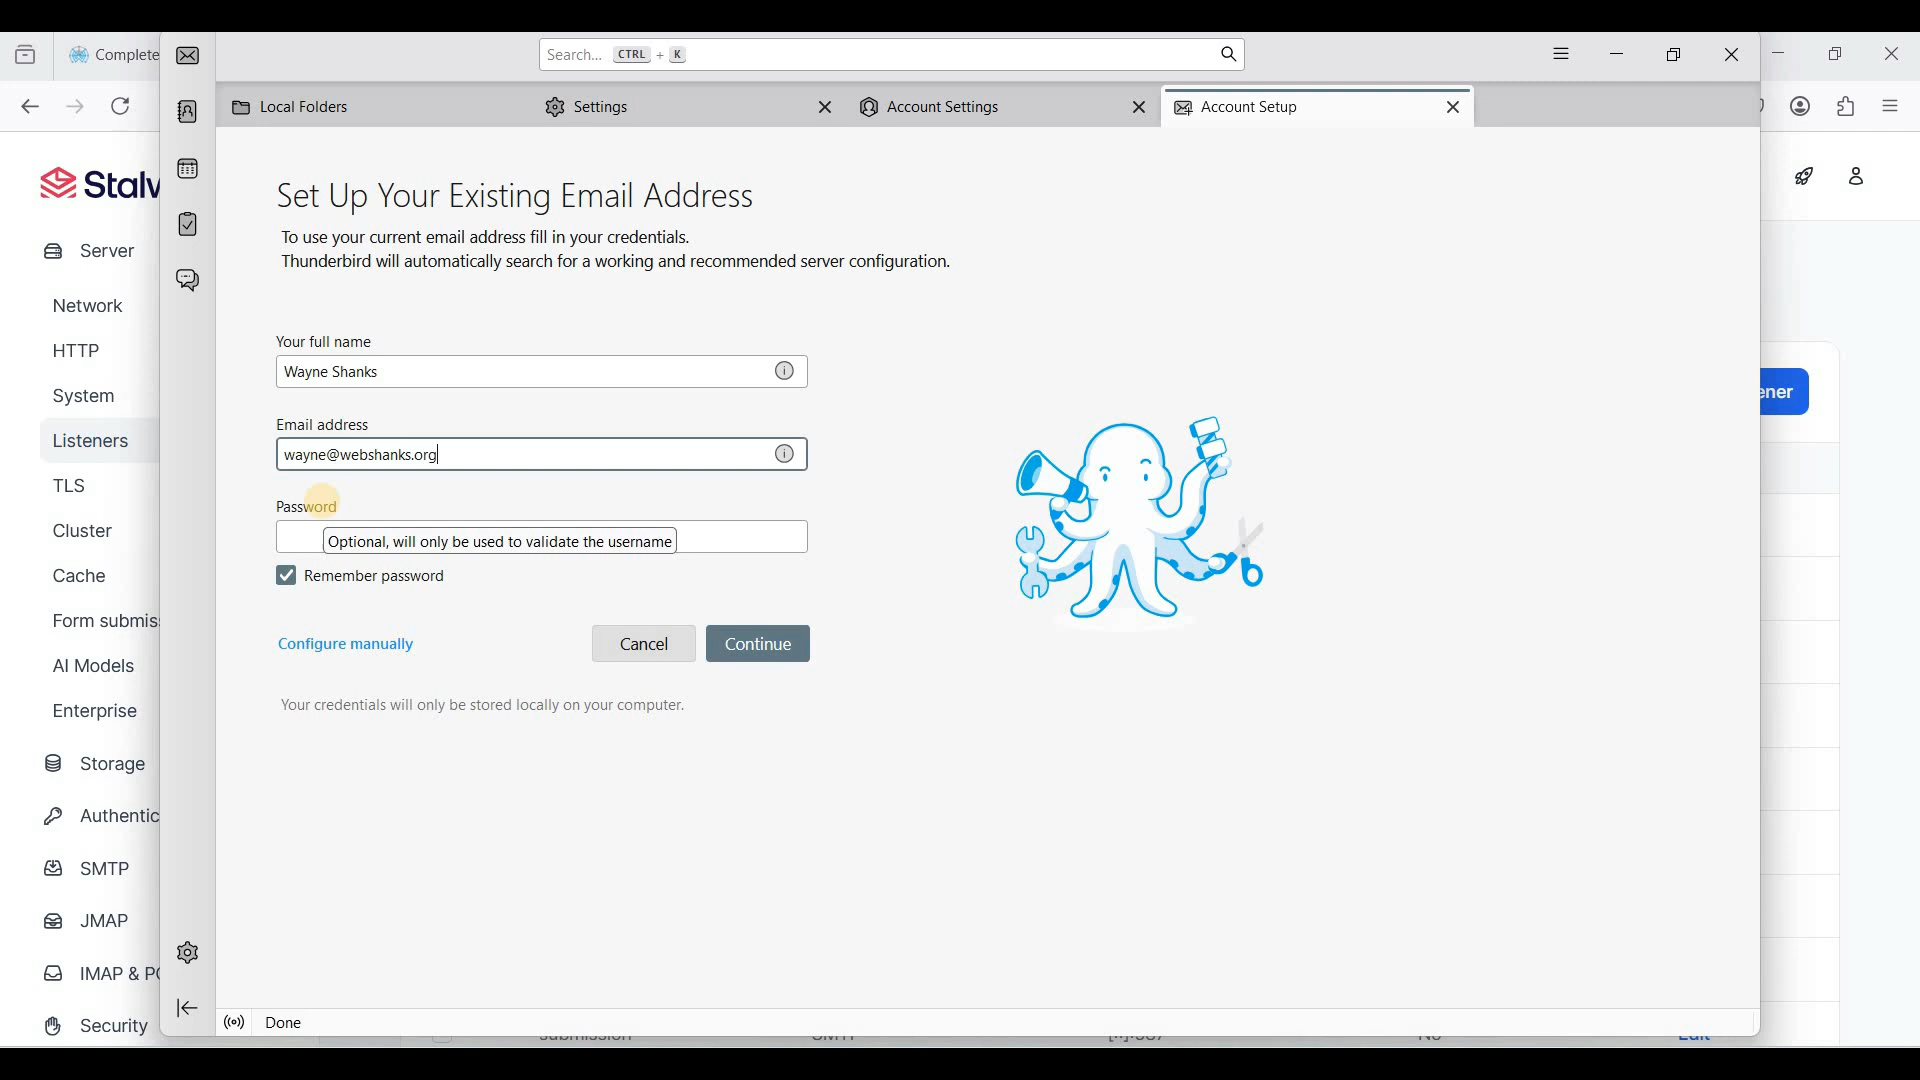 Complete
Search... CTRL + K
Local Folders
Settings
Account Settings
Account Setup
Stalw
Server
Network
HTTP
System
Listeners
TLS
Cluster
Cache
Form submis
AI Models
Enterprise
Storage
Authentic
SMTP
JMAP
IMAP & PO
Security
Set Up Your Existing Email Address
To use your current email address fill in your credentials.
Thunderbird will automatically search for a working and recommended server configuration.
Your full name
Wayne Shanks
Email address
wayne@webshanks.org
Password
Optional, will only be used to validate the username
Remember password
Configure manually
Cancel
Continue
Your credentials will only be stored locally on your computer.
Done
ener